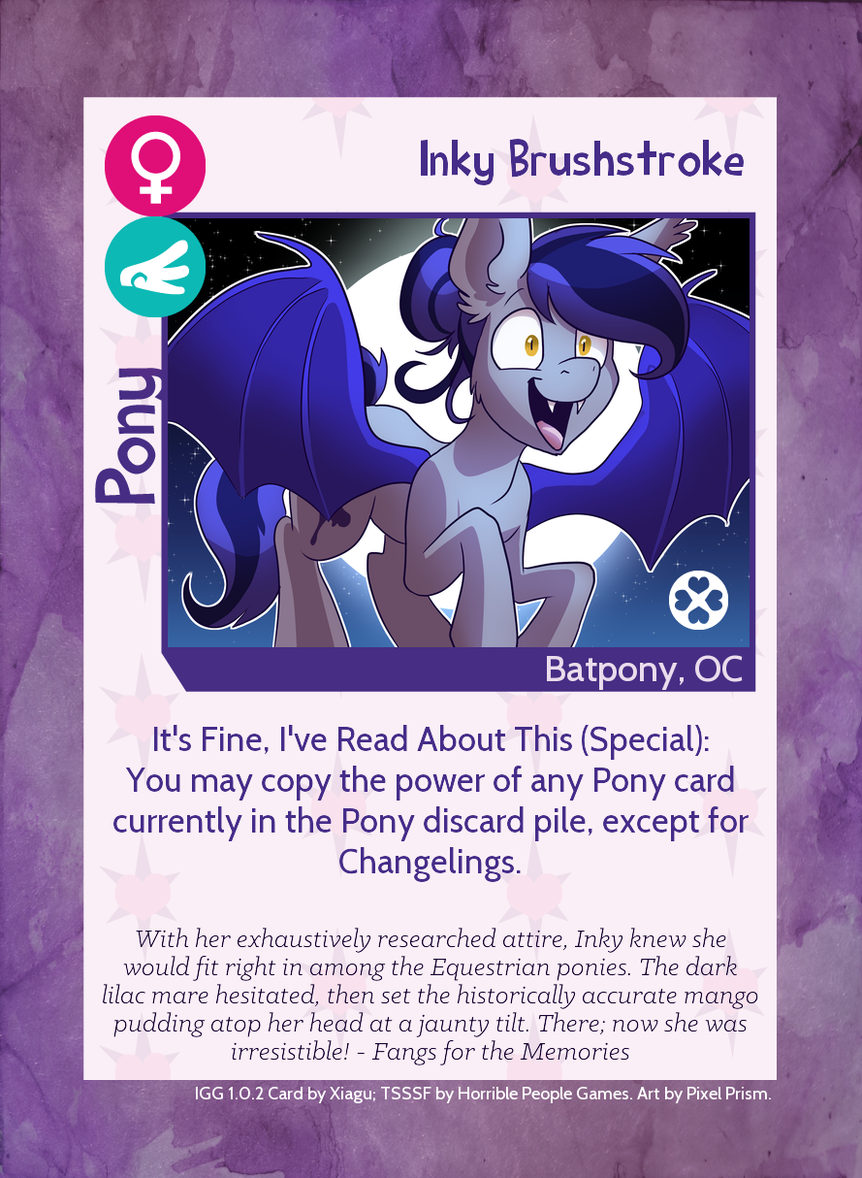 Inky Brushstroke
Pony
Batpony, OC
It's Fine, I've Read About This (Special):
You may copy the power of any Pony card
currently in the Pony discard pile, except for
Changelings.
With her exhaustively researched attire, Inky knew she
would fit right in among the Equestrian ponies. The dark
lilac mare hesitated, then set the historically accurate mango
pudding atop her head at a jaunty tilt. There; now she was
irresistible! - Fangs for the Memories
IGG 1.0.2 Card by Xiagu; TSSSF by Horrible People Games. Art by Pixel Prism.